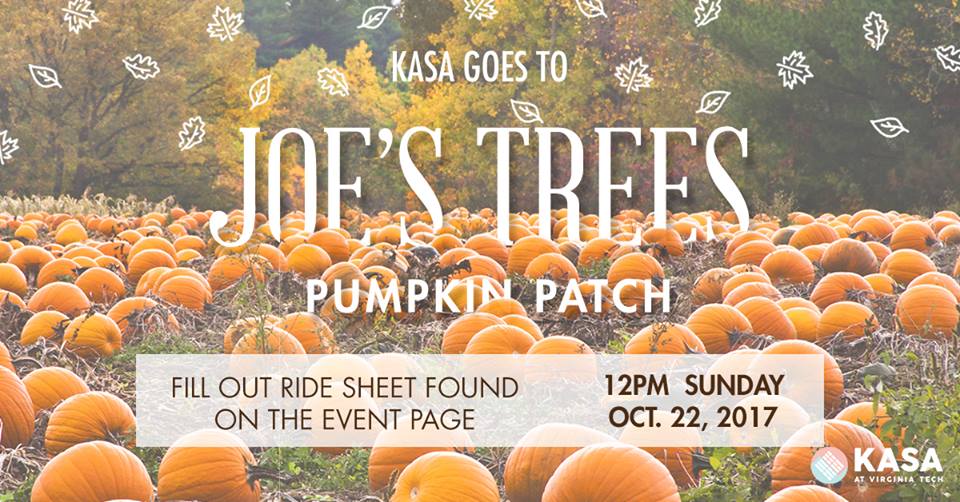 KASA GOES TO
JOE'S TREES
PUMPKIN PATCH
FILL OUT RIDE SHEET FOUND
ON THE EVENT PAGE
12PM SUNDAY
OCT. 22, 2017
KASA
AT VIRGINIA TECH